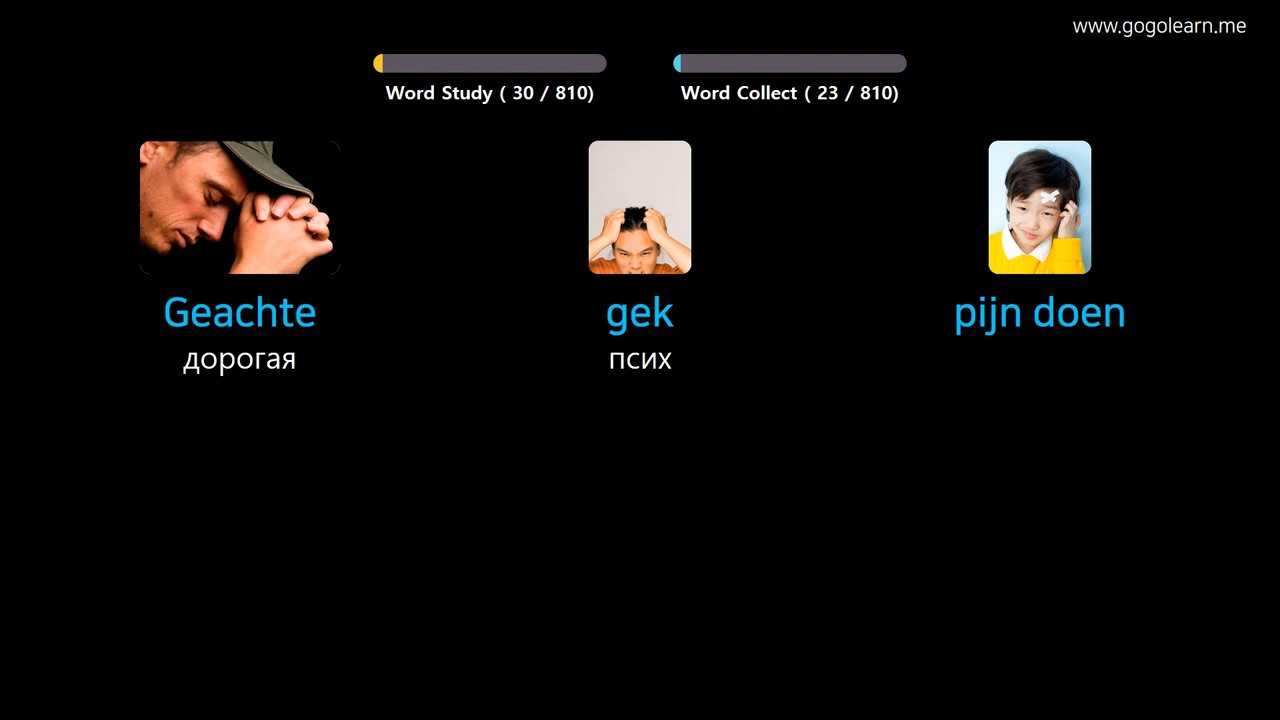 www.gogolearn.me
Word Study ( 30 / 810)
Word Collect ( 23 / 810)
Geachte
gek
pijn doen
дорогая
псих